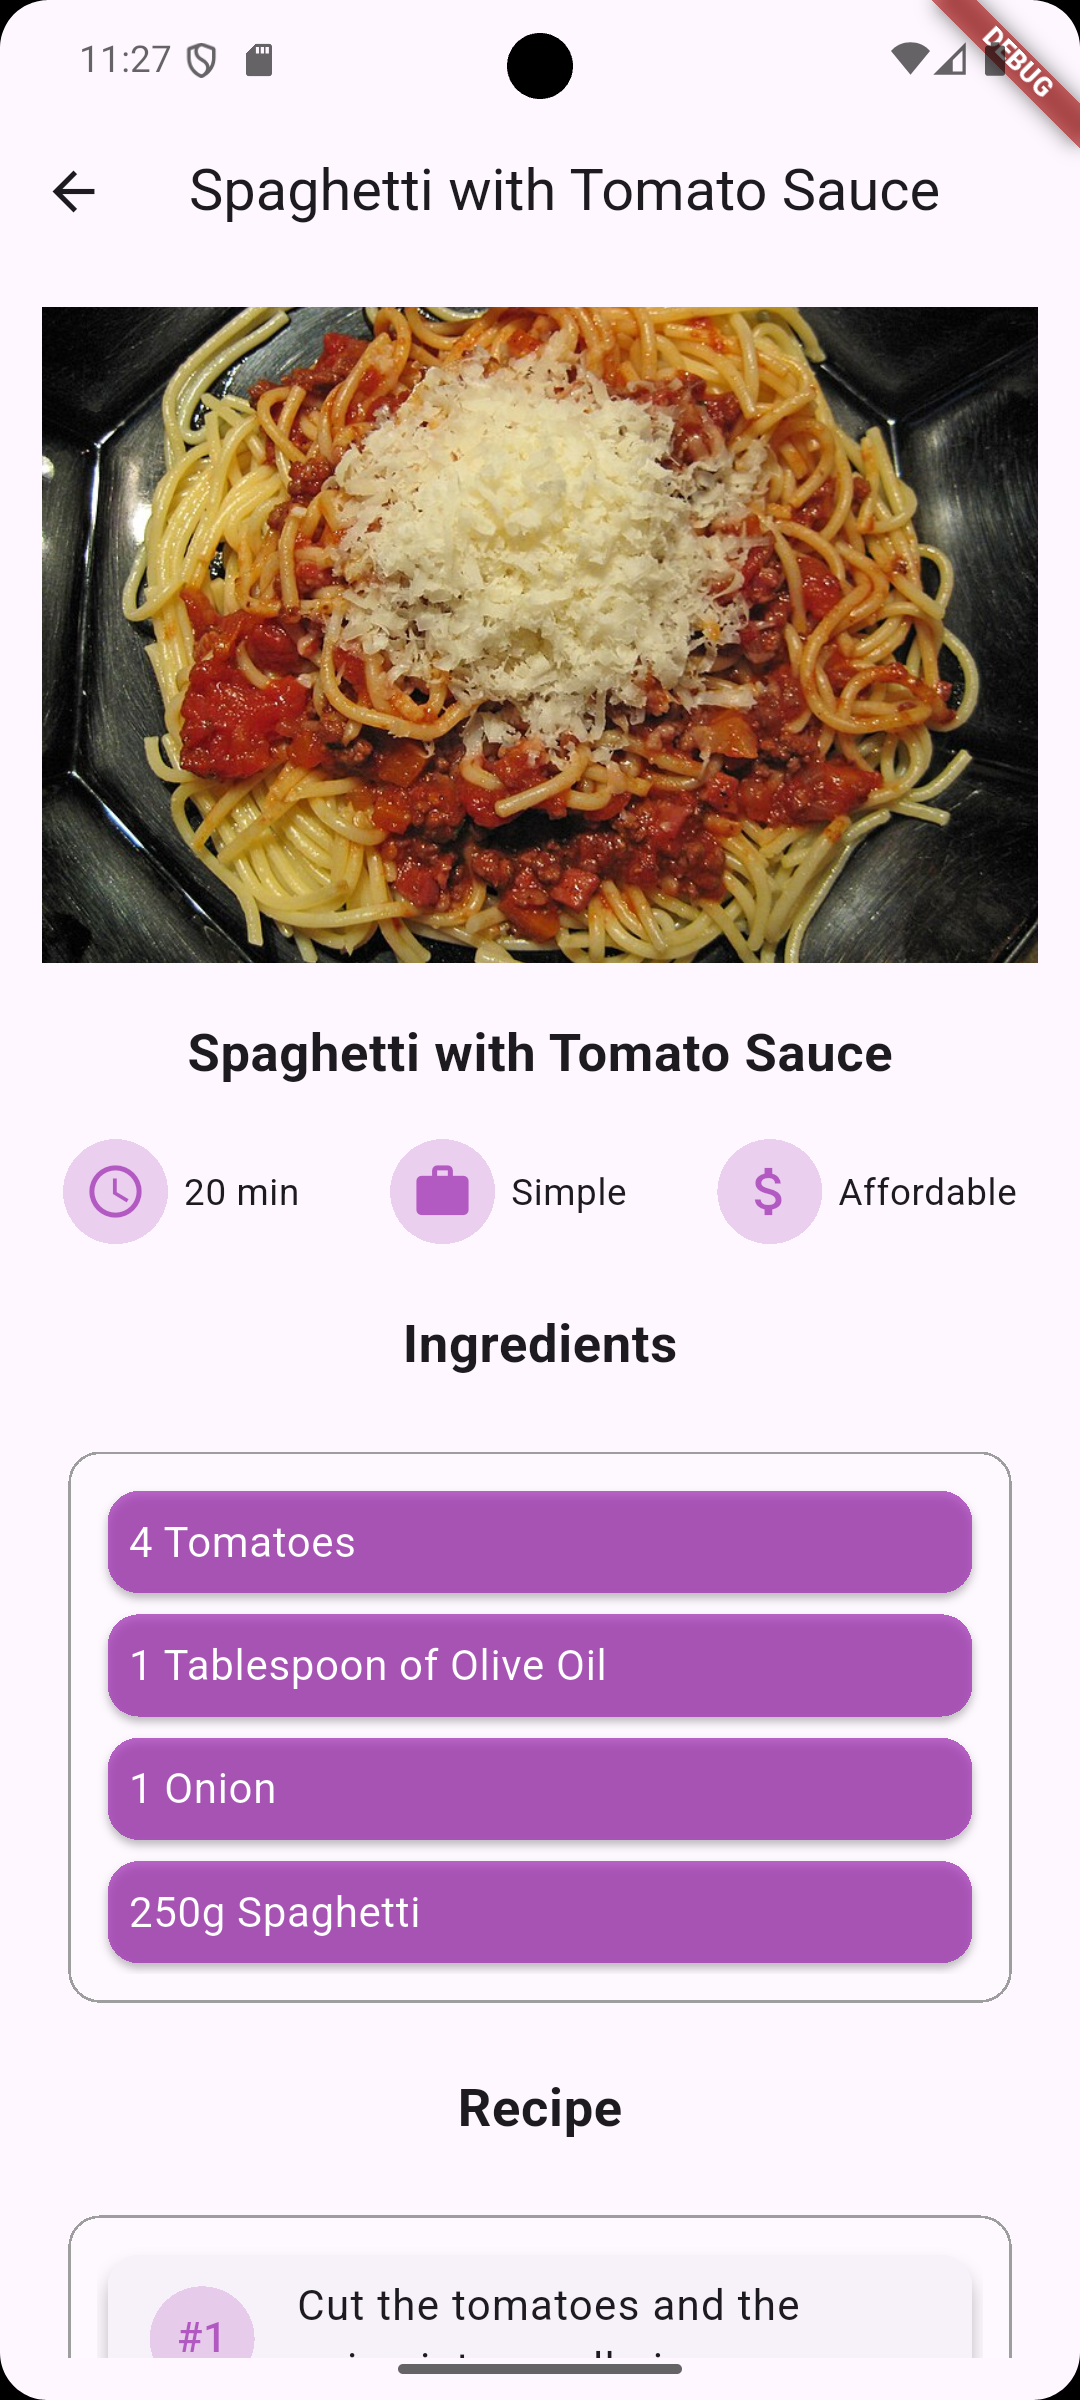 11:27
DEBUG
Spaghetti with Tomato Sauce
Spaghetti with Tomato Sauce
20 min
Simple
Affordable
Ingredients
4 Tomatoes
1 Tablespoon of Olive Oil
1 Onion
250g Spaghetti
Recipe
#1
Cut the tomatoes and the